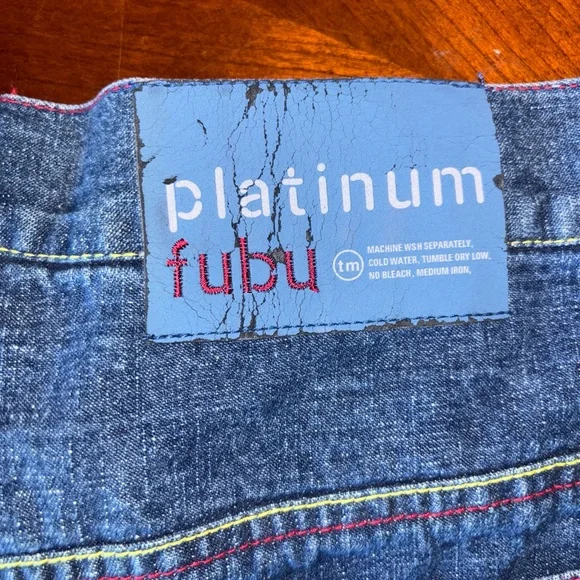 platinum
fubu
tm
MACHINE WSH SEPARATELY,
COLD WATER, TUMBLE DRY LOW,
NO BLEACH, MEDIUM IRON,